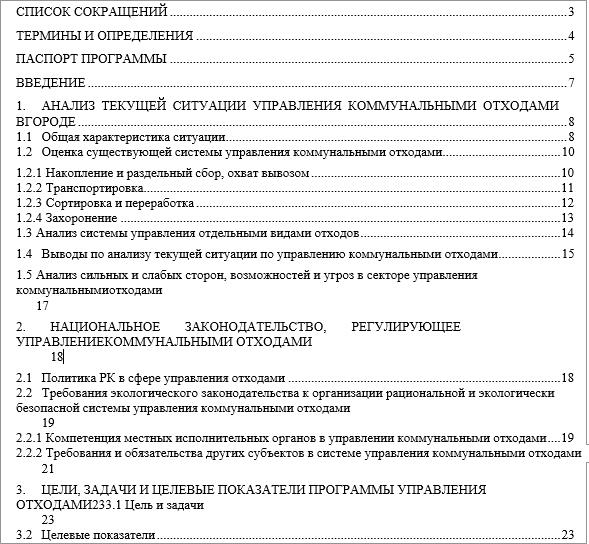 СПИСОК СОКРАЩЕНИЙ 3
ТЕРМИНЫ И ОПРЕДЕЛЕНИЯ 4
ПАСПОРТ ПРОГРАММЫ 5
ВВЕДЕНИЕ 7
1. АНАЛИЗ ТЕКУЩЕЙ СИТУАЦИИ УПРАВЛЕНИЯ КОММУНАЛЬНЫМИ ОТХОДАМИ
ВГОРОДЕ 8
1.1 Общая характеристика ситуации 8
1.2 Оценка существующей системы управления коммунальными отходами 10
1.2.1 Накопление и раздельный сбор, охват вывозом 10
1.2.2 Транспортировка 11
1.2.3 Сортировка и переработка 12
1.2.4 Захоронение 13
1.3 Анализ системы управления отдельными видами отходов 14
1.4 Выводы по анализу текущей ситуации по управлению коммунальными отходами 15
1.5 Анализ сильных и слабых сторон, возможностей и угроз в секторе управления
коммунальнымиотходами
17
2. НАЦИОНАЛЬНОЕ ЗАКОНОДАТЕЛЬСТВО, РЕГУЛИРУЮЩЕЕ
УПРАВЛЕНИЕКОММУНАЛЬНЫМИ ОТХОДАМИ
18
2.1 Политика РК в сфере управления отходами 18
2.2 Требования экологического законодательства к организации рациональной и экологически
безопасной системы управления коммунальными отходами
19
2.2.1 Компетенция местных исполнительных органов в управлении коммунальными отходами 19
2.2.2 Требования и обязательства других субъектов в системе управления коммунальными отходами
21
3. ЦЕЛИ, ЗАДАЧИ И ЦЕЛЕВЫЕ ПОКАЗАТЕЛИ ПРОГРАММЫ УПРАВЛЕНИЯ
ОТХОДАМИ233.1 Цель и задачи
23
3.2 Целевые показатели 23